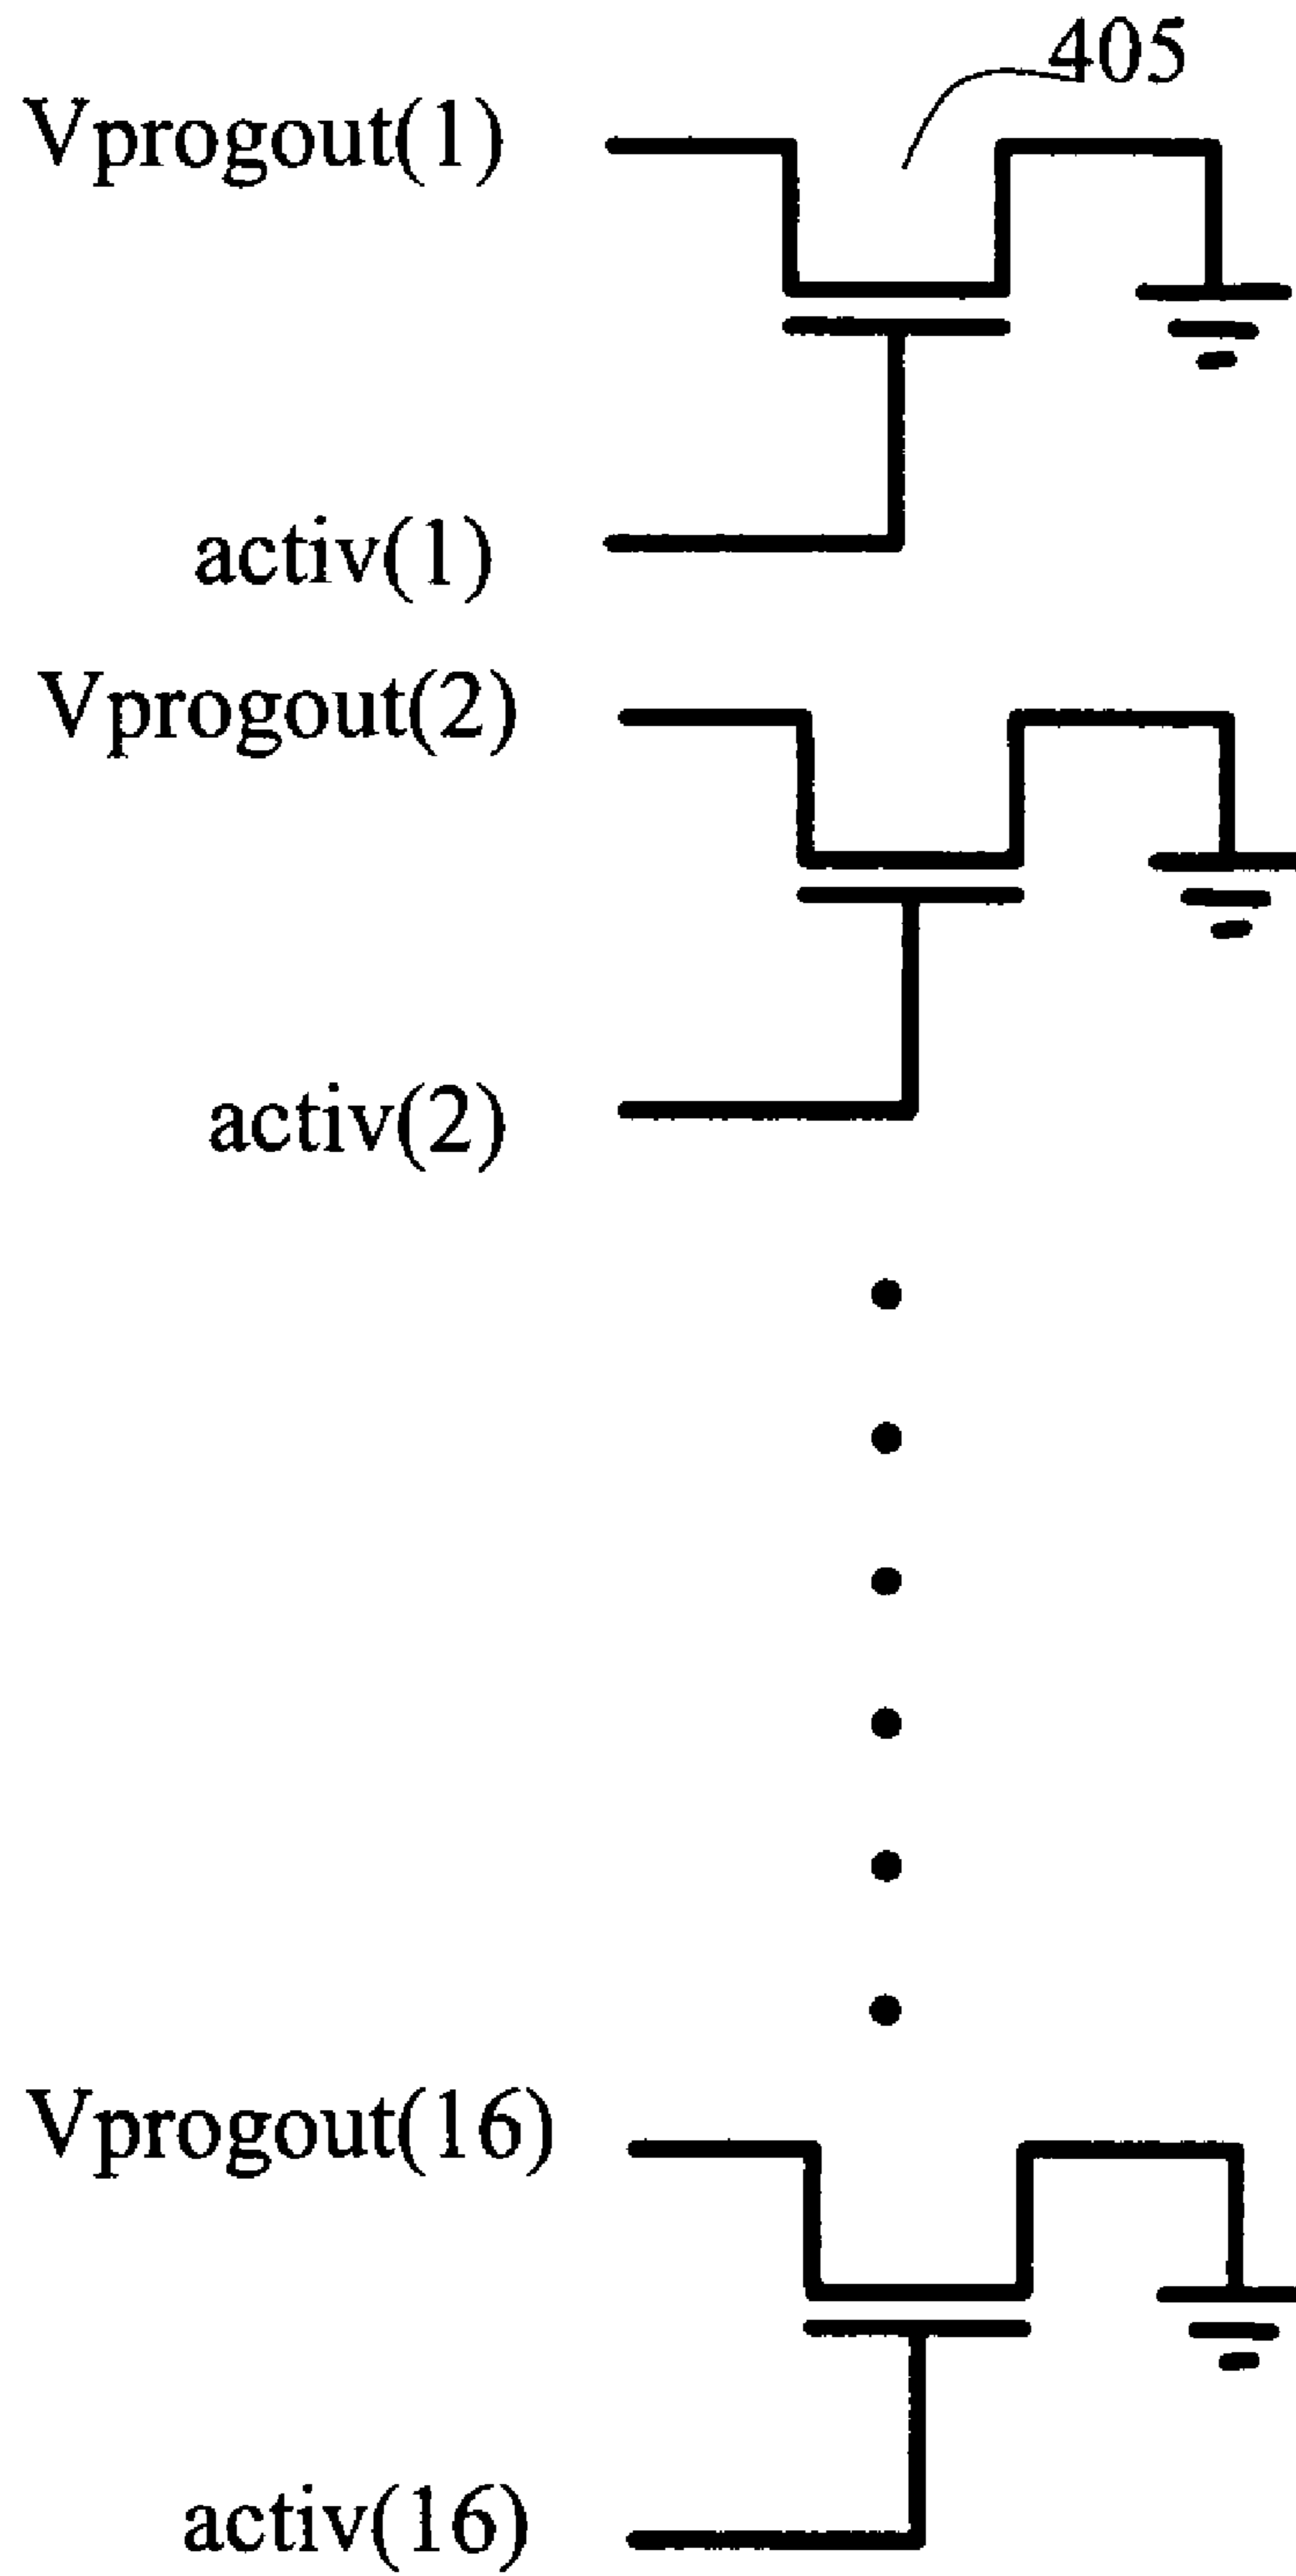 405
Vprogout(1)
activ(1)
Vprogout(2)
activ(2)
Vprogout(16)
activ(16)